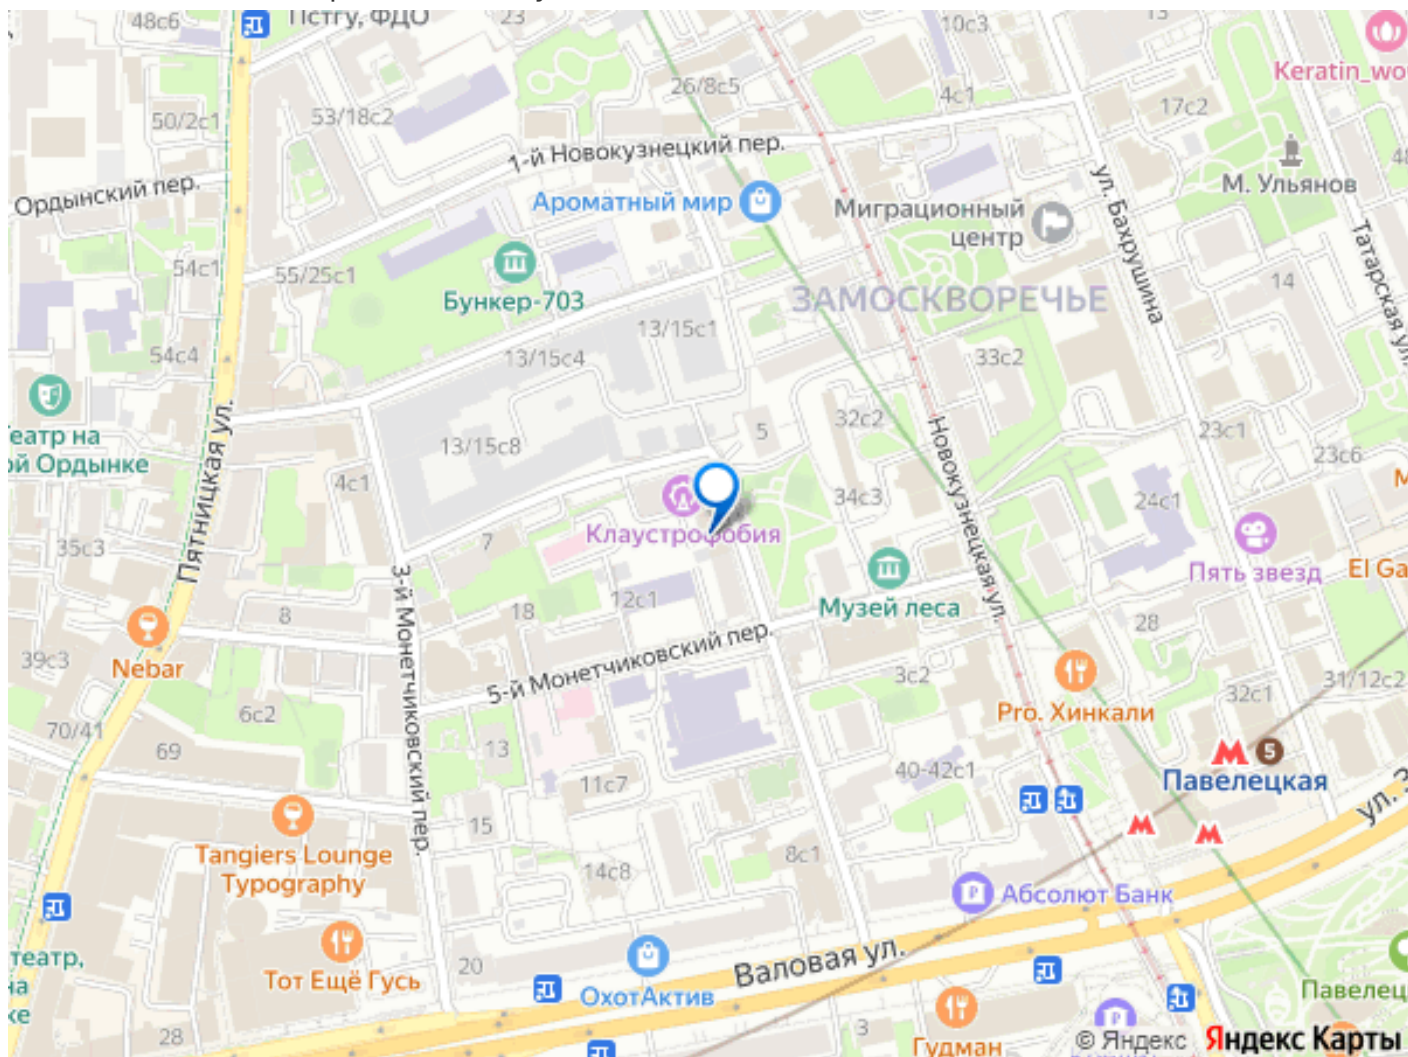 48с6
Пстгу, ФДО
23
10с3
13
Keratin_wo
26/8с5
4с1
17с2
50/2с1
53/18с2
1-й Новокузнецкий пер.
Ордынский пер.
Ароматный мир
Миграционный
центр
М. Ульянов
ул. Бахрушина
Татарская ул.
54с1
55/25с1
Бункер-703
ЗАМОСКВОРЕЧЬЕ
14
13/15с1
54с4
13/15с4
33с2
Пятницкая ул.
еатр на
ой Ордынке
13/15с8
5
32с2
Новокузнецкая ул.
23с1
23с6
4с1
34с3
24с1
Клаустрофобия
35с3
7
3-й Монетчиковский пер.
Пять звезд
El Ga
12с1
Музей леса
8
18
28
5-й Монетчиковский пер.
39с3
Nebar
3с2
Pro. Хинкали
32с1
31/12с2
6с2
70/41
69
13
5
Павелецкая
11с7
40-42с1
ул. З
15
Tangiers Lounge
Typography
8с1
14с8
Абсолют Банк
театр,
на
ке
Тот Ещё Гусь
20
Валовая ул.
ОхотАктив
Павелец
28
3
Гудман
© Яндекс Яндекс Карты